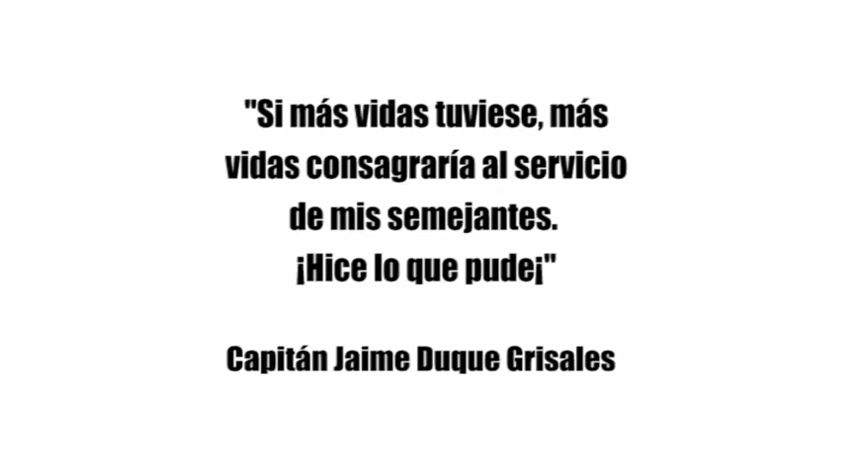 "Si más vidas tuviese, más
vidas consagraría al servicio
de mis semejantes.
¡Hice lo que pude¡"
Capitán Jaime Duque Grisales